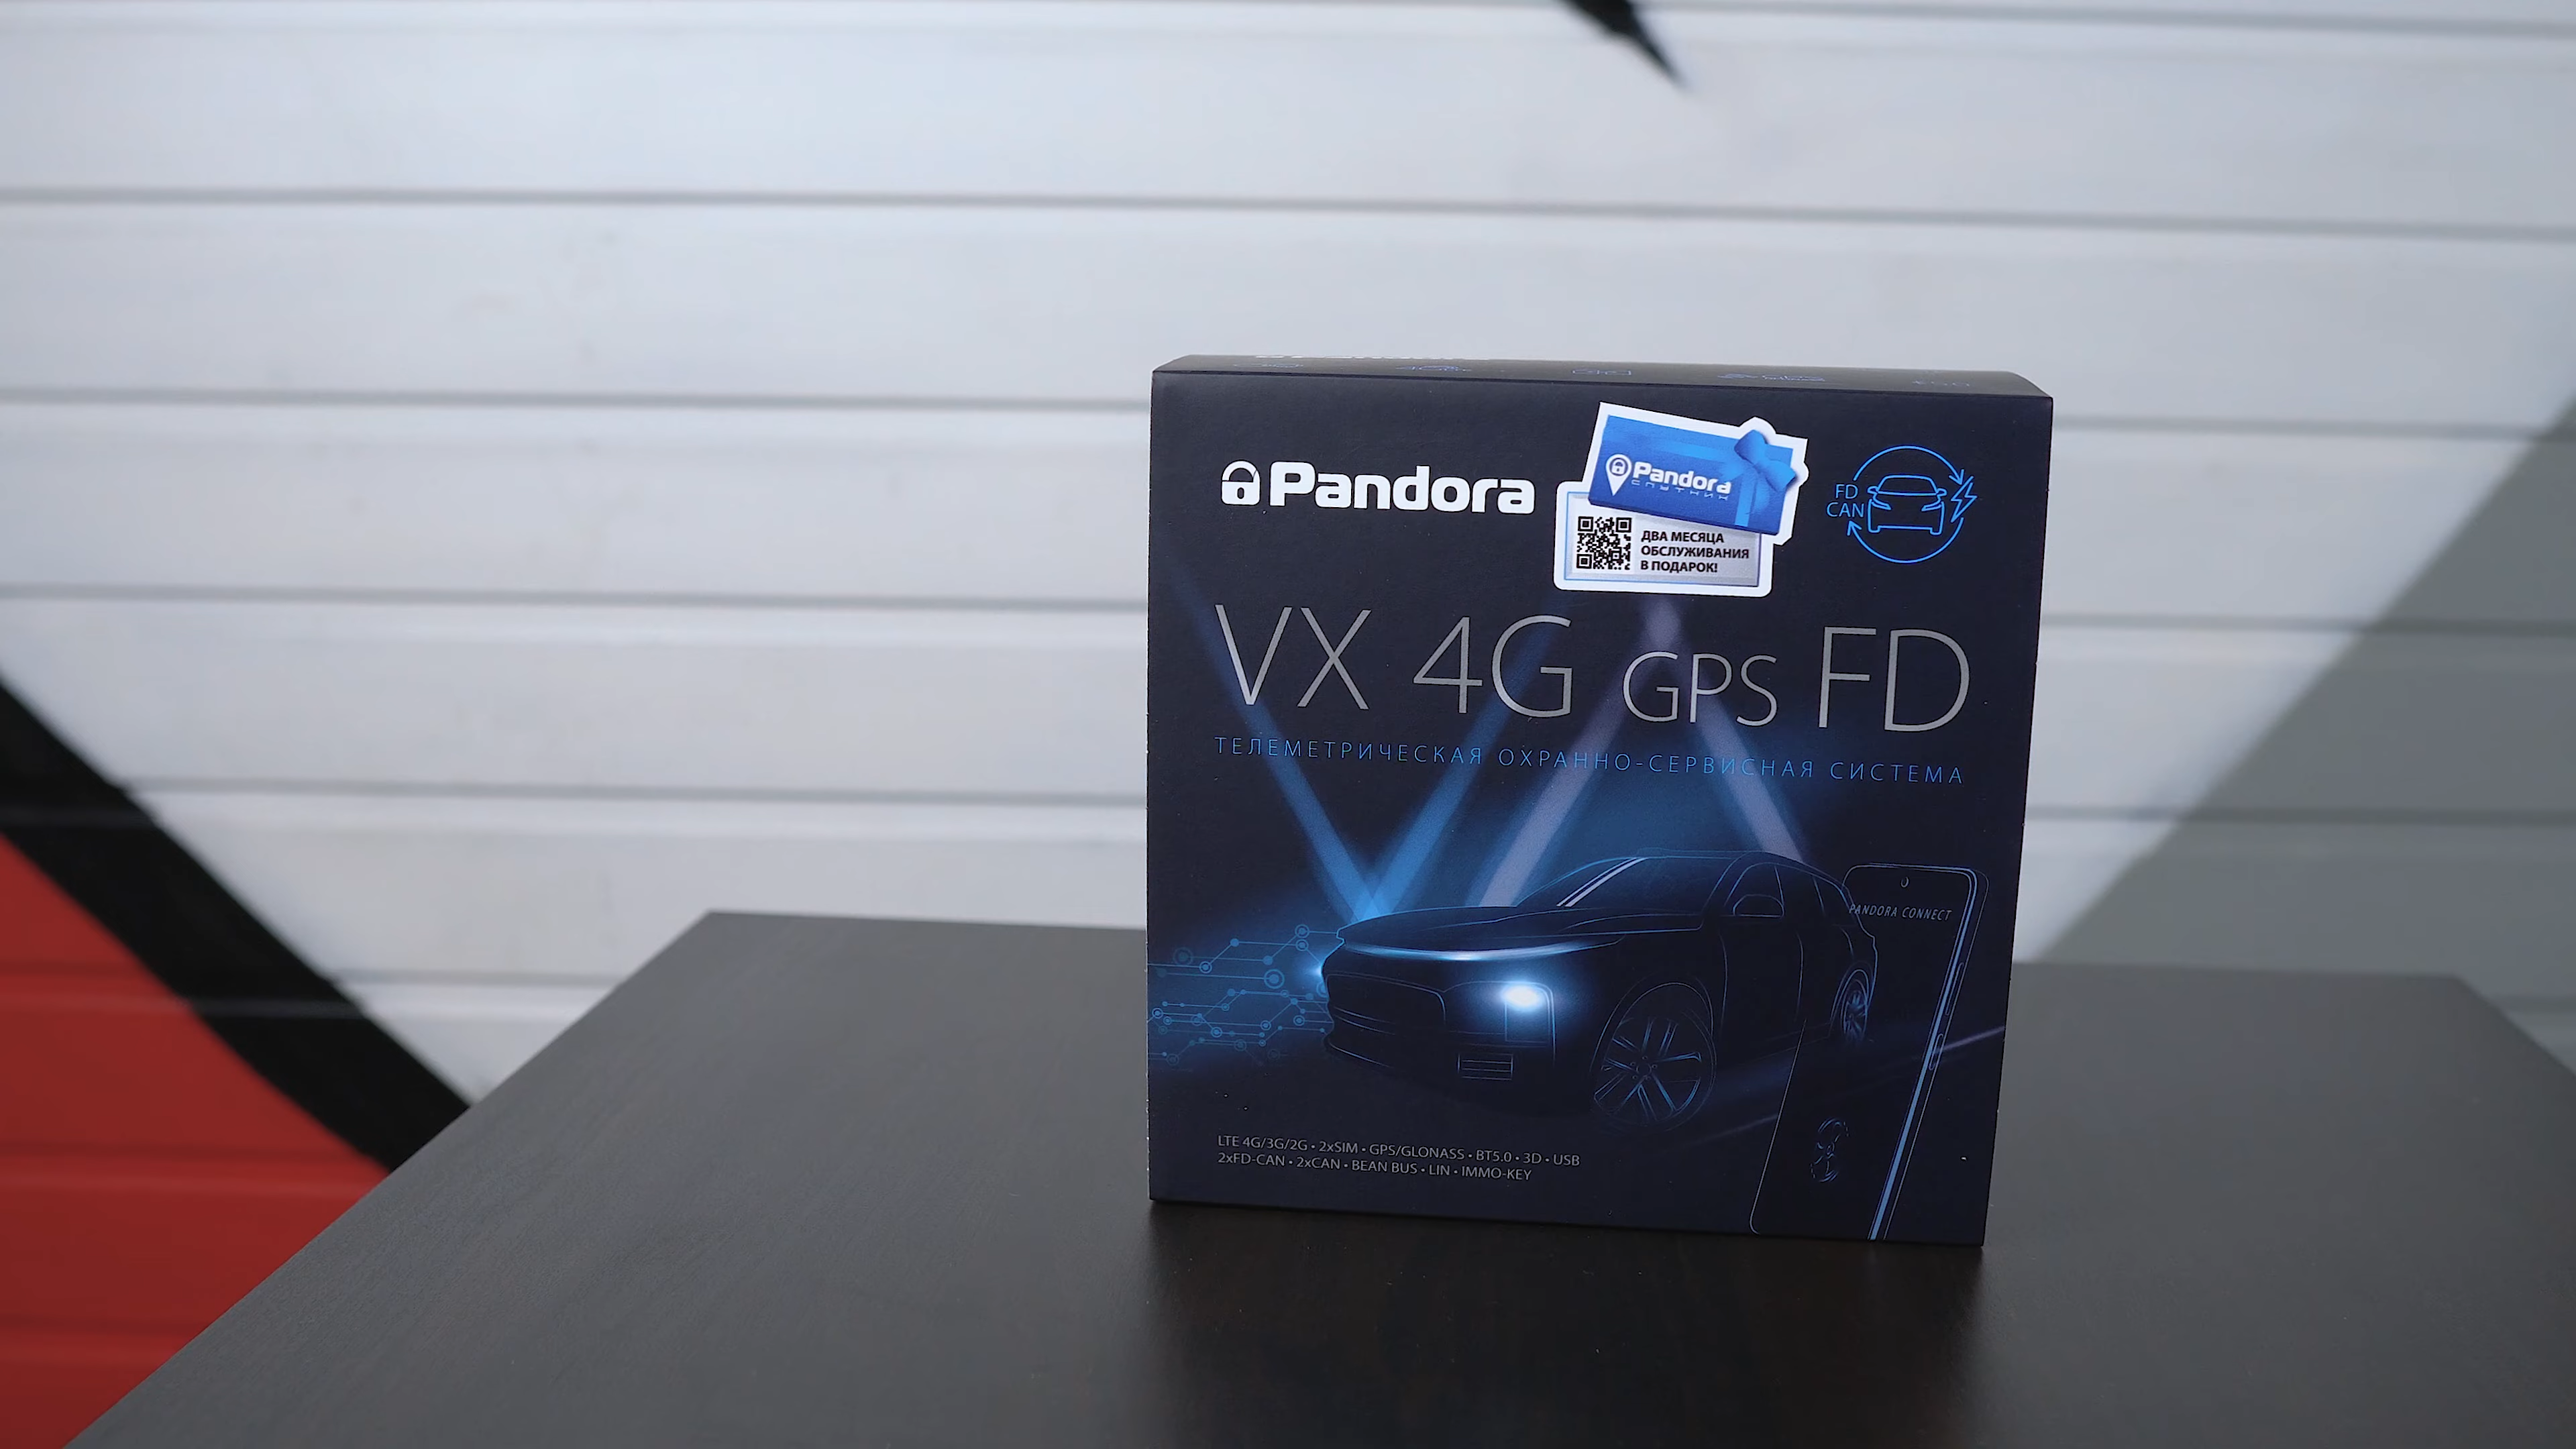 Pandora
Pandora
СПУТНИК
ДВА МЕСЯЦА
ОБСЛУЖИВАНИЯ
В ПОДАРОК!
FD
CAN
VX 4G GPS FD
ТЕЛЕМЕТРИЧЕСКАЯ ОХРАННО-СЕРВИСНАЯ СИСТЕМА
PANDORA CONNECT
LTE 4G/3G/2G • 2xSIM • GPS/GLONASS • BT5.0 • 3D • USB
2xFD-CAN • 2xCAN • BEAN BUS • LIN • IMMO-KEY